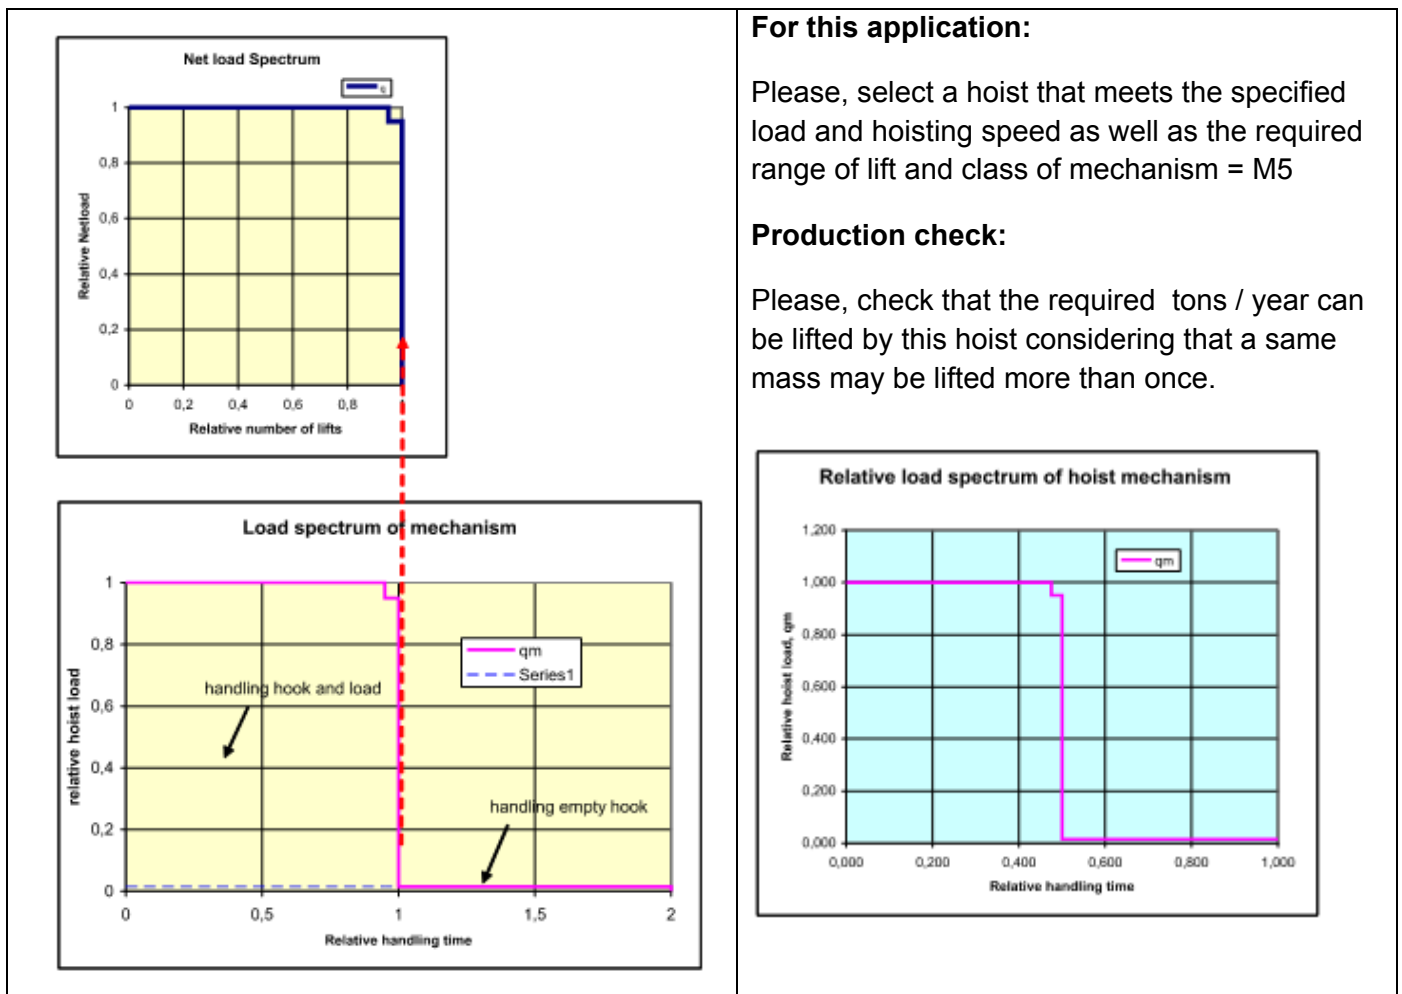 Net load Spectrum
q
Relative Netload
1
0,8
0,6
0,4
0,2
0
0 0,2 0,4 0,6 0,8
Relative number of lifts
Load spectrum of mechanism
relative hoist load
1
0,8
0,6
0,4
0,2
0
qm
Series1
handling hook and load
handling empty hook
0 0,5 1 1,5 2
Relative handling time
For this application:
Please, select a hoist that meets the specified
load and hoisting speed as well as the required
range of lift and class of mechanism = M5
Production check:
Please, check that the required tons / year can
be lifted by this hoist considering that a same
mass may be lifted more than once.
Relative load spectrum of hoist mechanism
Relative hoist load, qm
1,200
1,000
0,800
0,600
0,400
0,200
0,000
qm
0,000 0,200 0,400 0,600 0,800 1,000
Relative handling time